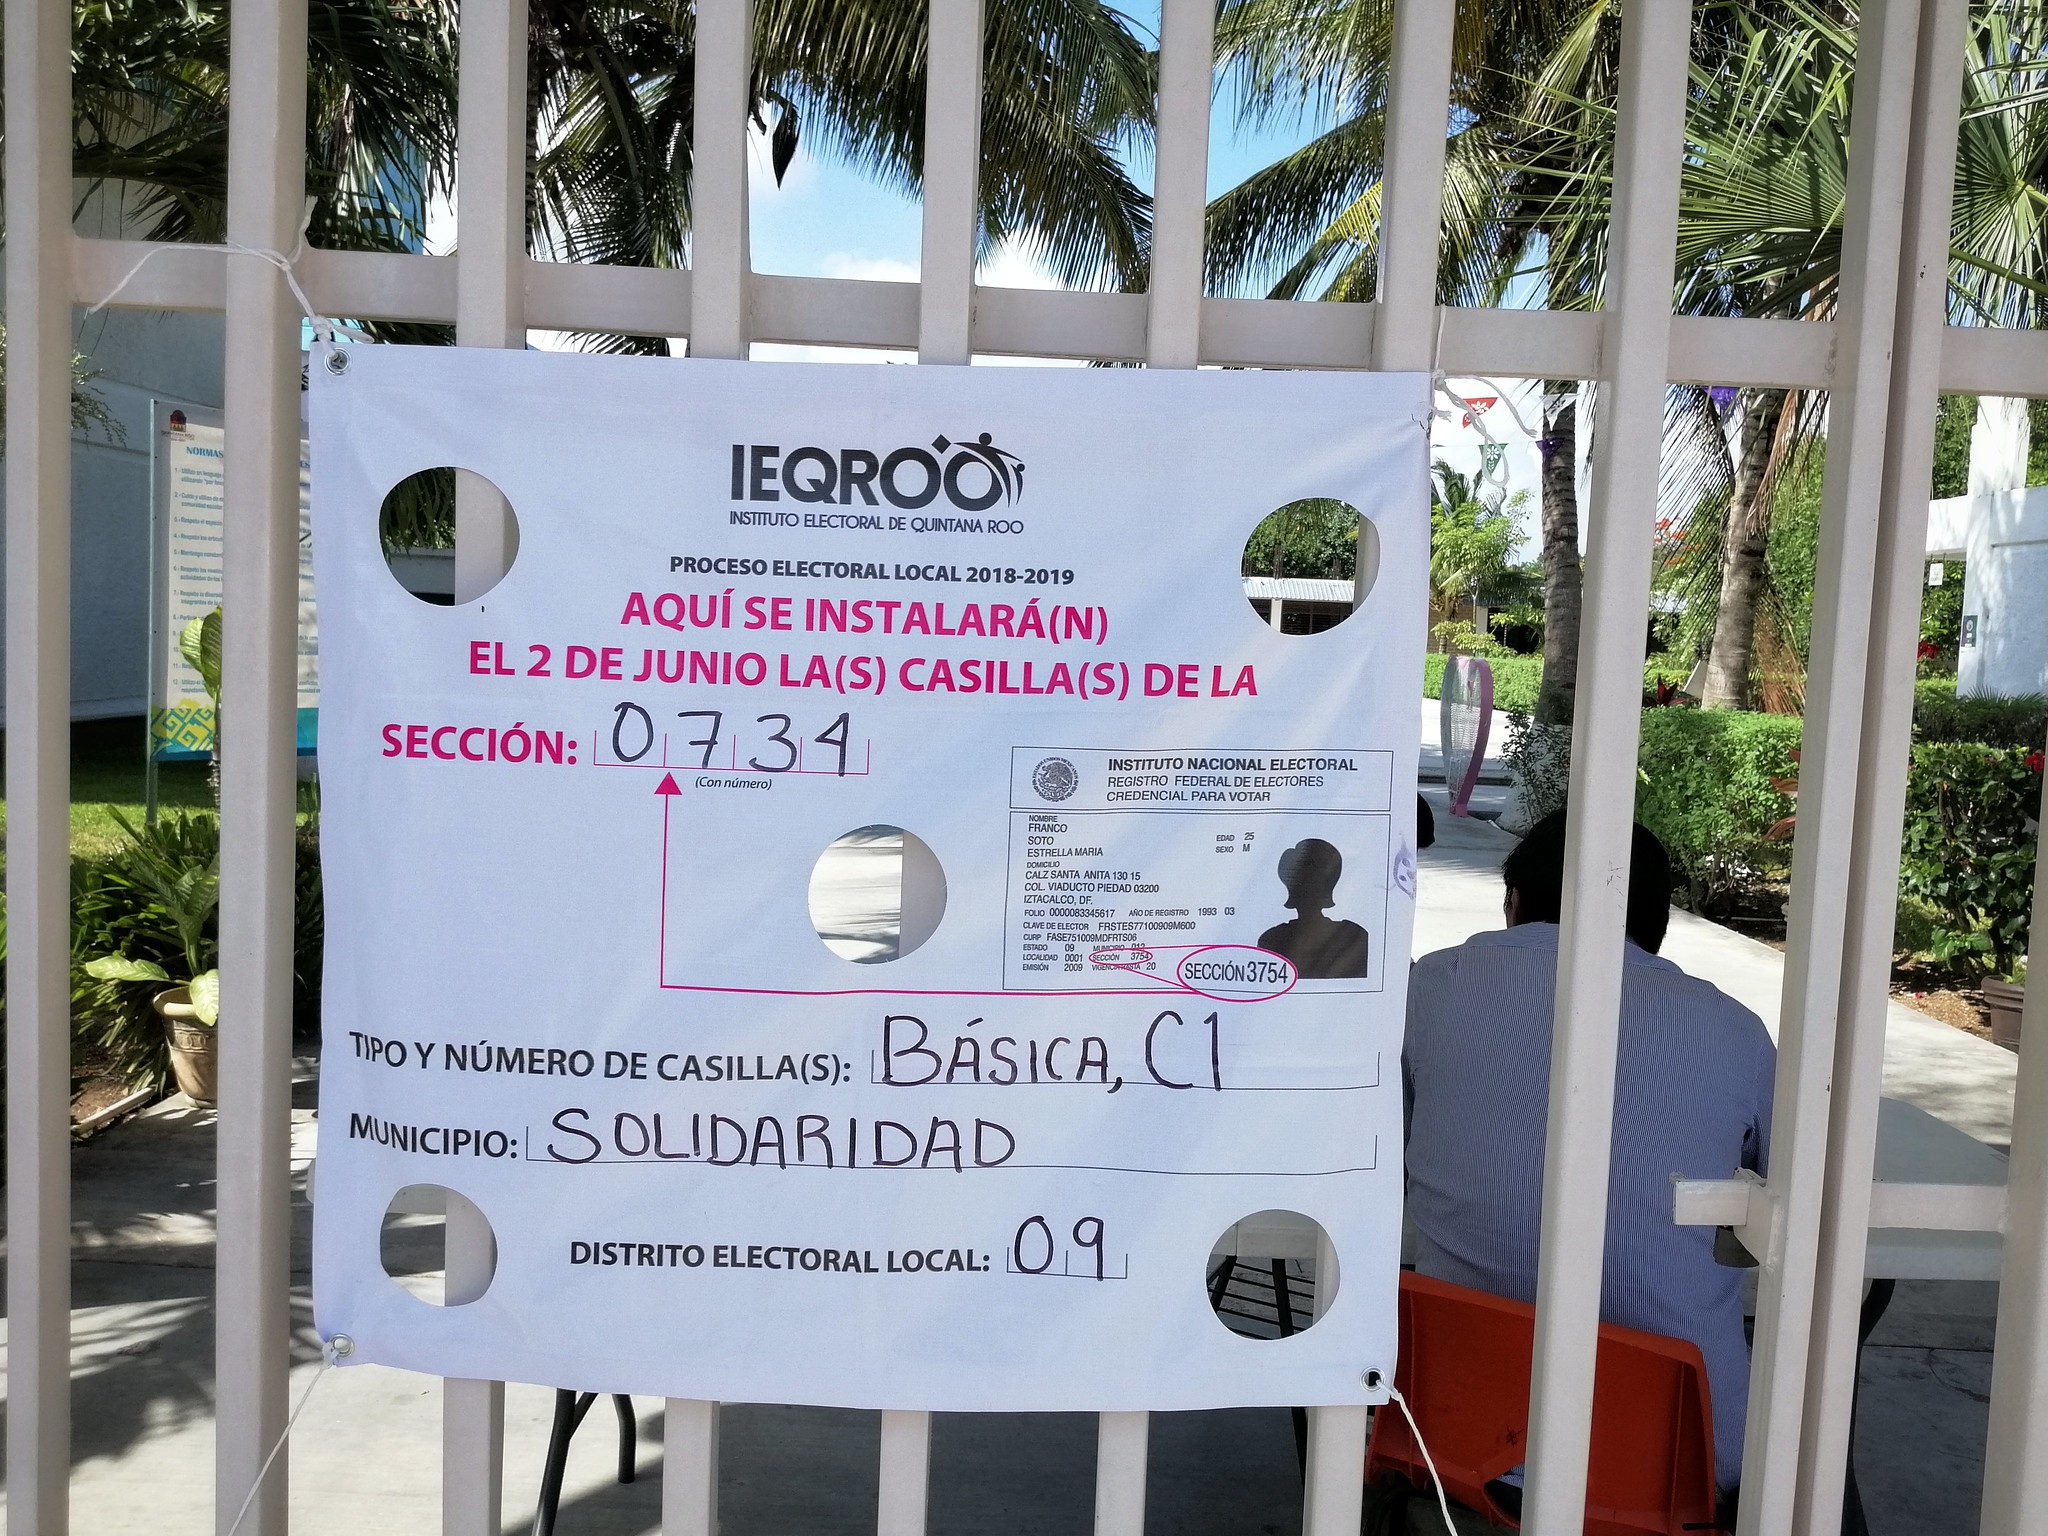 IEQROO
INSTITUTO ELECTORAL DE QUINTANA ROO
PROCESO ELECTORAL LOCAL 2018-2019
AQUÍ SE INSTALARÁ(N)
EL 2 DE JUNIO LA(S) CASILLA(S) DE LA
SECCIÓN: 0734
(Con número)
INSTITUTO NACIONAL ELECTORAL
REGISTRO FEDERAL DE ELECTORES
CREDENCIAL PARA VOTAR
NOMBRE
FRANCO
SOTO
ESTRELLA MARIA
EDAD 25
SEXO M
DOMICILIO
CALZ SANTA ANITA 130 15
COL. VIADUCTO PIEDAD 03200
IZTACALCO, DF.
FOLIO 0000083345617 AÑO DE REGISTRO 1993 03
CLAVE DE ELECTOR FRSTES77100909M600
CURP FASE751009MDFRTS06
ESTADO 09 MUNICIPIO 012
LOCALIDAD 0001 SECCIÓN 3754
EMISIÓN 2009 VIGENCIA HASTA 20
SECCIÓN 3754
TIPO Y NÚMERO DE CASILLA(S): BÁSICA, C1
MUNICIPIO: SOLIDARIDAD
DISTRITO ELECTORAL LOCAL: 09
NORMAS